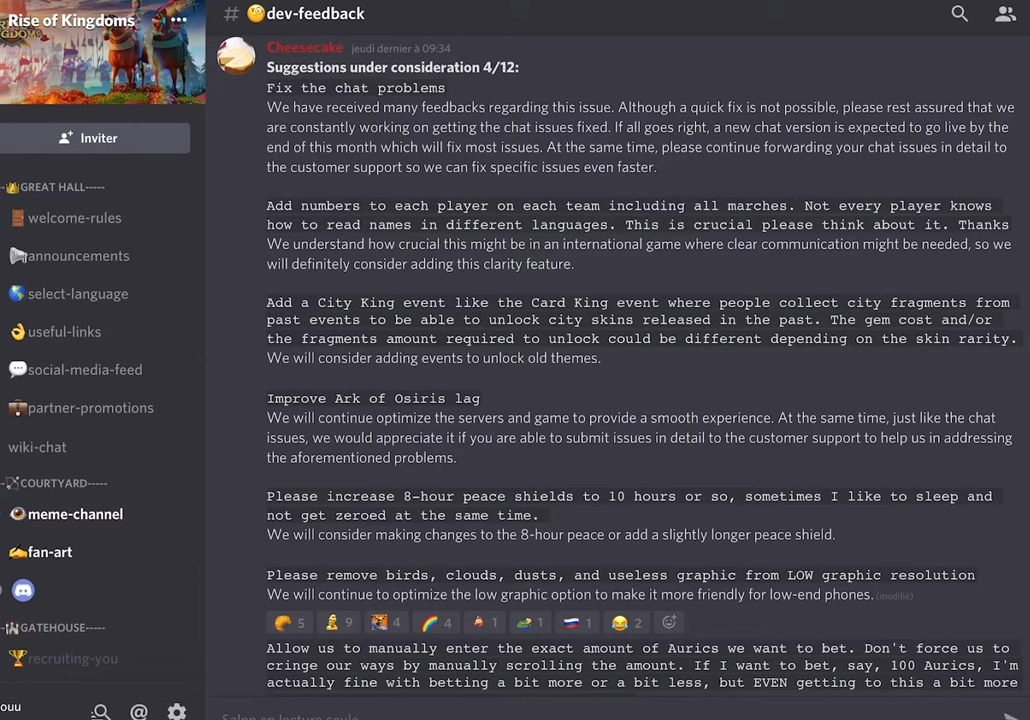 Rise of Kingdoms
Inviter
GREAT HALL-----
welcome-rules
announcements
select-language
useful-links
social-media-feed
partner-promotions
wiki-chat
COURTYARD-----
meme-channel
fan-art
GATEHOUSE-----
recruiting-you
ouu
# dev-feedback
Cheesecake jeudi dernier à 09:34
Suggestions under consideration 4/12:
Fix the chat problems
We have received many feedbacks regarding this issue. Although a quick fix is not possible, please rest assured that we
are constantly working on getting the chat issues fixed. If all goes right, a new chat version is expected to go live by the
end of this month which will fix most issues. At the same time, please continue forwarding your chat issues in detail to
the customer support so we can fix specific issues even faster.
Add numbers to each player on each team including all marches. Not every player knows
how to read names in different languages. This is crucial please think about it. Thanks
We understand how crucial this might be in an international game where clear communication might be needed, so we
will definitely consider adding this clarity feature.
Add a City King event like the Card King event where people collect city fragments from
past events to be able to unlock city skins released in the past. The gem cost and/or
the fragments amount required to unlock could be different depending on the skin rarity.
We will consider adding events to unlock old themes.
Improve Ark of Osiris lag
We will continue optimize the servers and game to provide a smooth experience. At the same time, just like the chat
issues, we would appreciate it if you are able to submit issues in detail to the customer support to help us in addressing
the aforementioned problems.
Please increase 8-hour peace shields to 10 hours or so, sometimes I like to sleep and
not get zeroed at the same time.
We will consider making changes to the 8-hour peace or add a slightly longer peace shield.
Please remove birds, clouds, dusts, and useless graphic from LOW graphic resolution
We will continue to optimize the low graphic option to make it more friendly for low-end phones. (modifié)
5 9 4 4 1 1 1 2
Allow us to manually enter the exact amount of Aurics we want to bet. Don't force us to
cringe our ways by manually scrolling the amount. If I want to bet, say, 100 Aurics, I'm
actually fine with betting a bit more or a bit less, but EVEN getting to this a bit more
Salon en lecture seule